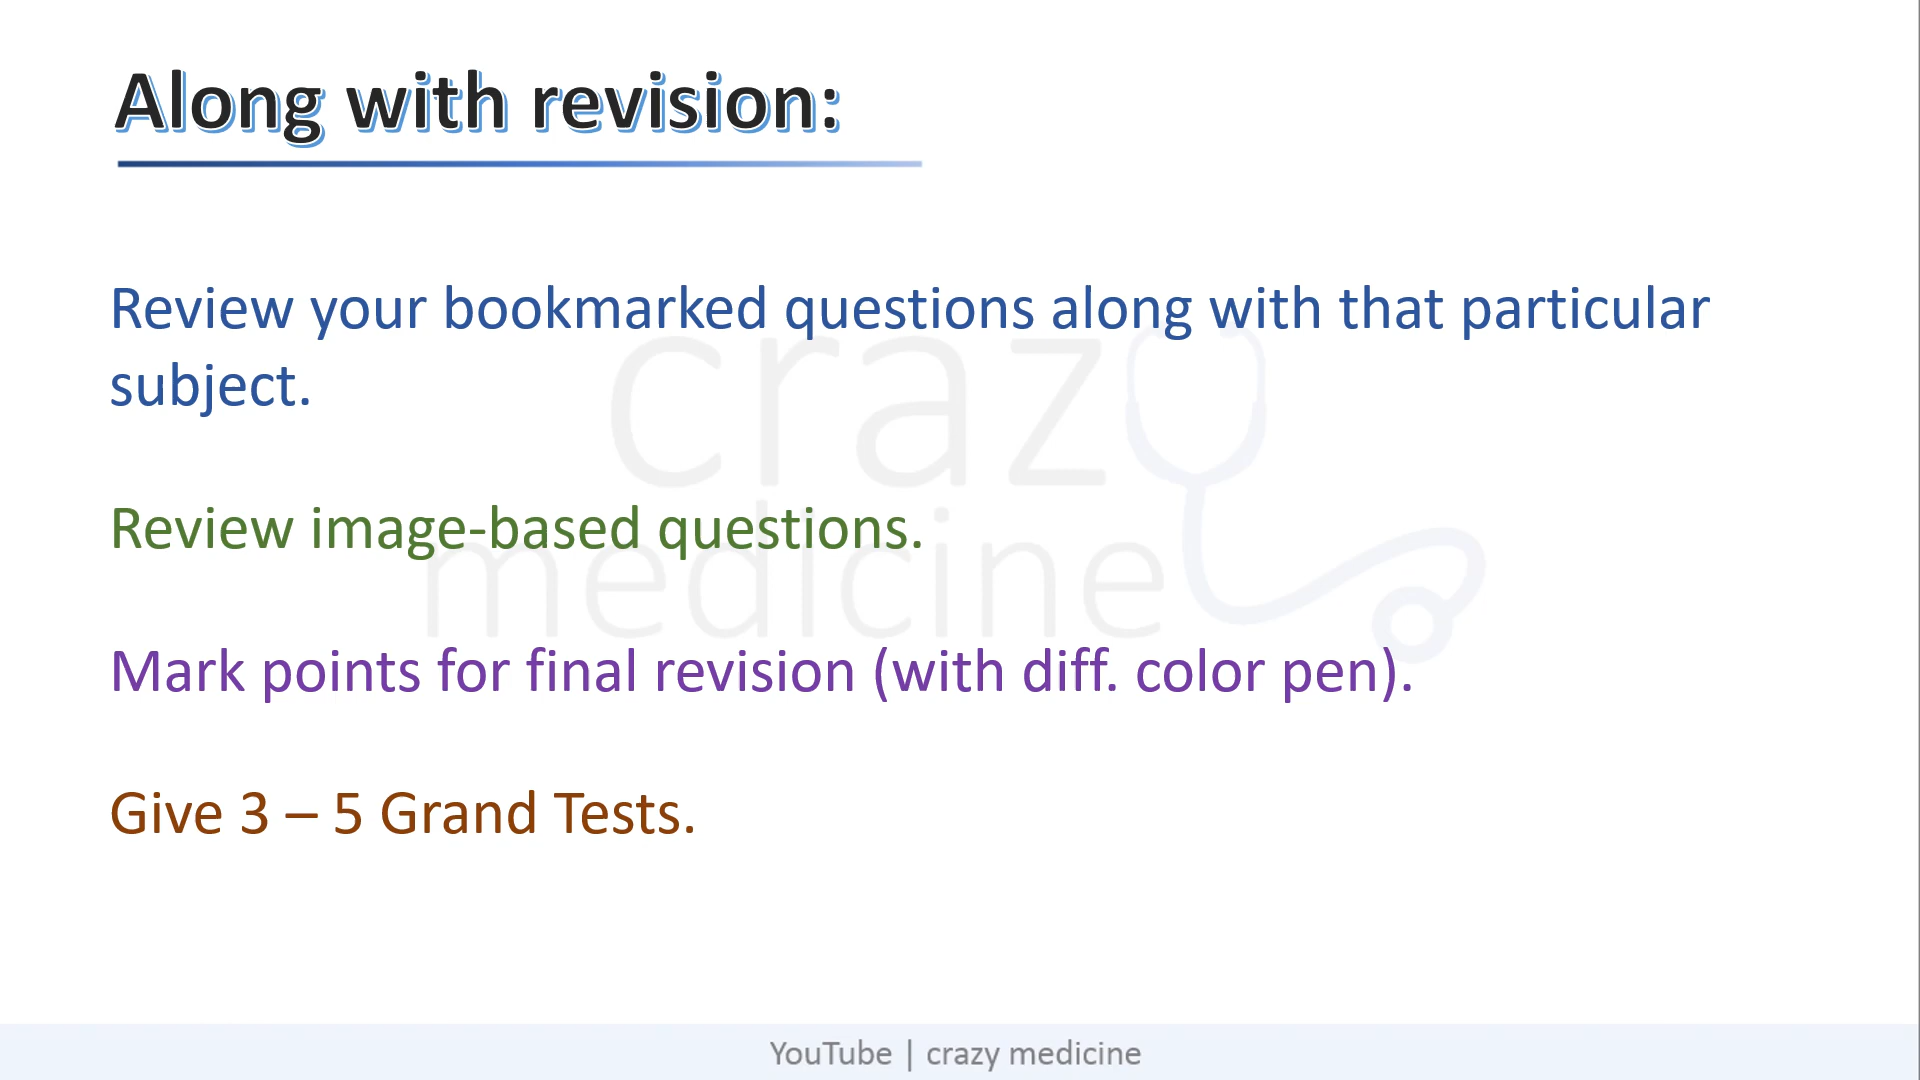 Along with revision:
Review your bookmarked questions along with that particular
subject.
Review image-based questions.
Mark points for final revision (with diff. color pen).
Give 3 – 5 Grand Tests.
crazy
medicine
YouTube | crazy medicine